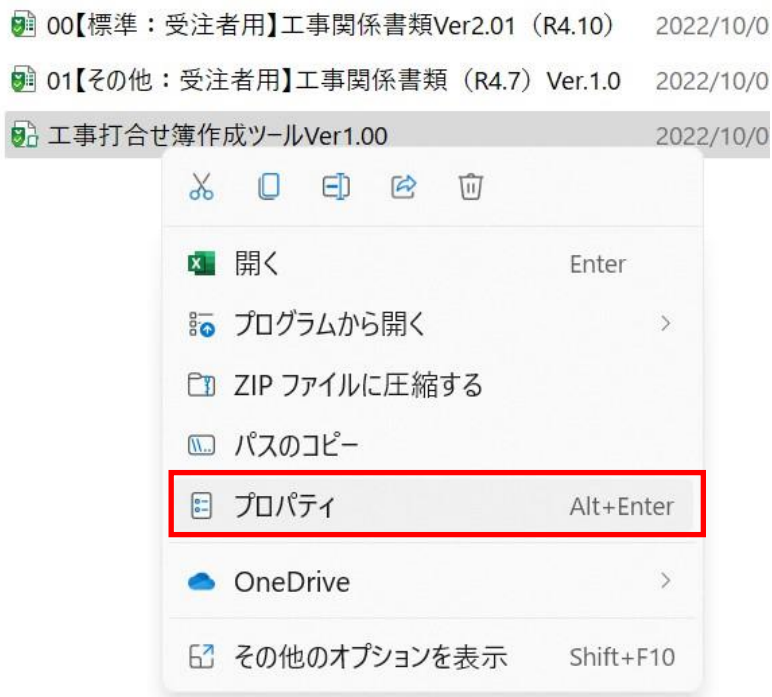 00【標準：受注者用】工事関係書類Ver2.01（R4.10） 2022/10/0
01【その他：受注者用】工事関係書類（R4.7）Ver.1.0 2022/10/0
工事打合せ簿作成ツールVer1.00 2022/10/0
開く Enter
プログラムから開く
ZIP ファイルに圧縮する
パスのコピー
プロパティ Alt+Enter
OneDrive
その他のオプションを表示 Shift+F10